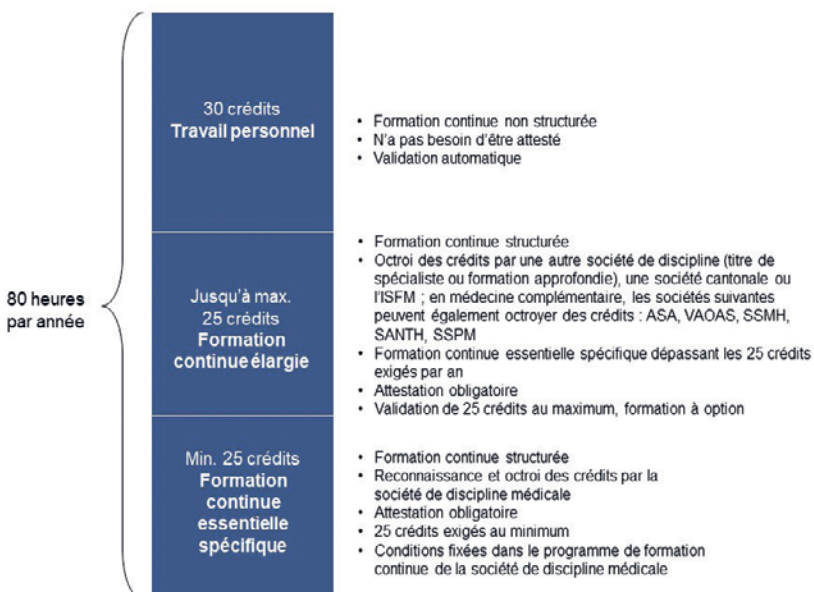 80 heures
par année
30 crédits
Travail personnel
• Formation continue non structurée
• N'a pas besoin d'être attesté
• Validation automatique
Jusqu'à max.
25 crédits
Formation
continue élargie
• Formation continue structurée
• Octroi des crédits par une autre société de discipline (titre de
spécialiste ou formation approfondie), une société cantonale ou
l'ISFM ; en médecine complémentaire, les sociétés suivantes
peuvent également octroyer des crédits : ASA, VAOAS, SSMH,
SANTH, SSPM
• Formation continue essentielle spécifique dépassant les 25 crédits
exigés par an
• Attestation obligatoire
• Validation de 25 crédits au maximum, formation à option
Min. 25 crédits
Formation
continue
essentielle
spécifique
• Formation continue structurée
• Reconnaissance et octroi des crédits par la
société de discipline médicale
• Attestation obligatoire
• 25 crédits exigés au minimum
• Conditions fixées dans le programme de formation
continue de la société de discipline médicale